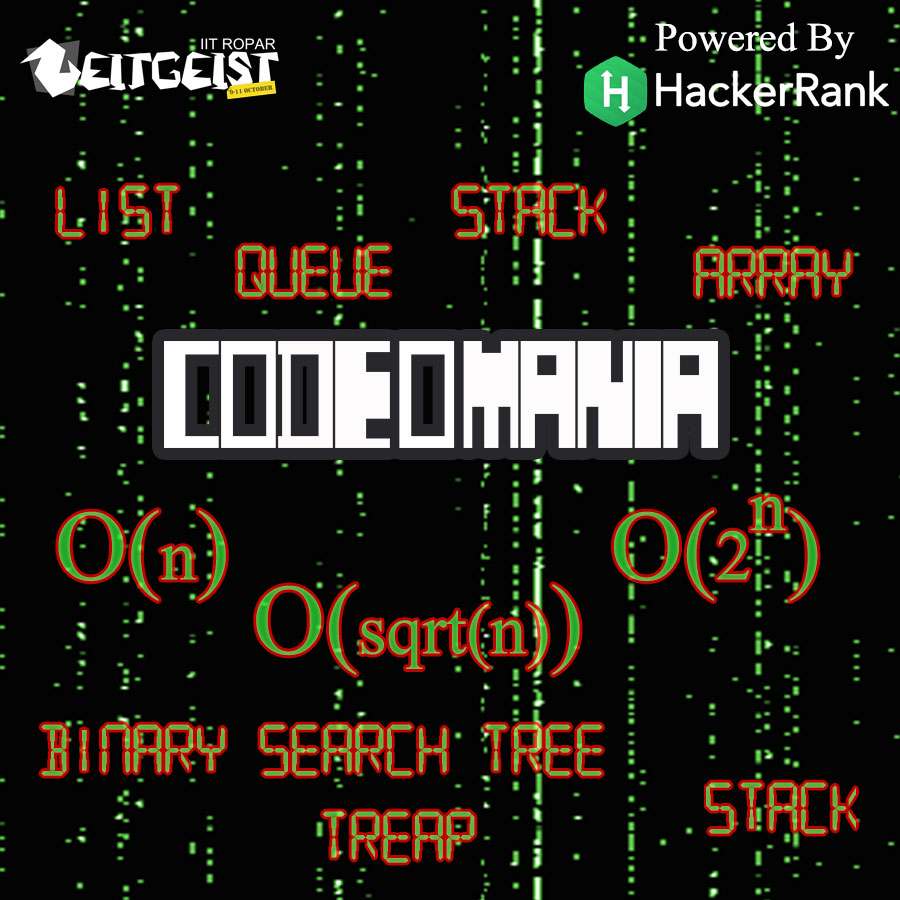 IIT ROPAR
ZEITGEIST
9-11 OCTOBER
Powered By
H HackerRank
LIST
STACK
QUEUE
ARRAY
CODEOMANIA
O(n)
O(2^n)
O(sqrt(n))
BINARY SEARCH TREE
STACK
TREAP